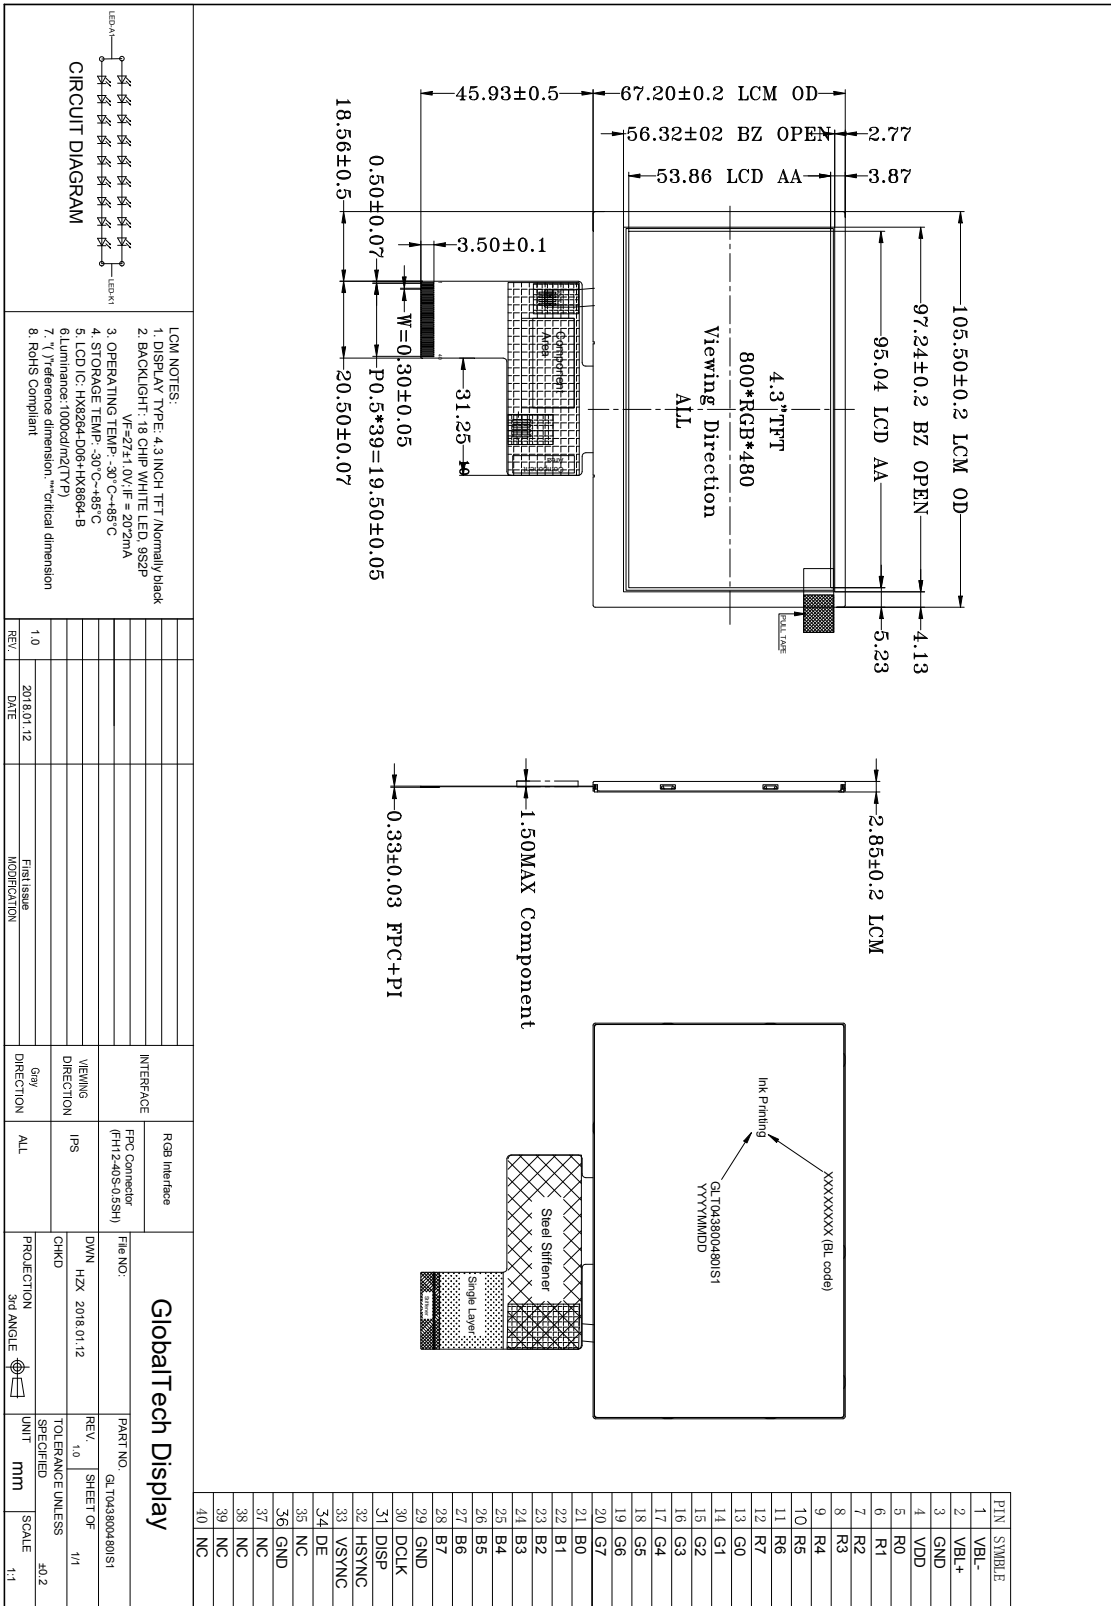 105.50±0.2 LCM OD
97.24±0.2 BZ OPEN
4.13
95.04 LCD AA
5.23
67.20±0.2 LCM OD
45.93±0.5
56.32±02 BZ OPEN
2.77
53.86 LCD AA
3.87
4.3"TFT
800*RGB*480
Viewing Direction
ALL
PULL TAPE
Component
Area
3.50±0.1
18.56±0.5
0.50±0.07
W=0.30±0.05
P0.5*39=19.50±0.05
20.50±0.07
31.25
2.85±0.2 LCM
1.50MAX Component
0.33±0.03 FPC+PI
XXXXXXXX (BL code)
Ink Printing
GLT043800480IS1
YYYYMMDD
Steel Stiffener
Single Layer
Stiffener
PIN SYMBLE
1 VBL-
2 VBL+
3 GND
4 VDD
5 R0
6 R1
7 R2
8 R3
9 R4
10 R5
11 R6
12 R7
13 G0
14 G1
15 G2
16 G3
17 G4
18 G5
19 G6
20 G7
21 B0
22 B1
23 B2
24 B3
25 B4
26 B5
27 B6
28 B7
29 GND
30 DCLK
31 DISP
32 HSYNC
33 VSYNC
34 DE
35 NC
36 GND
37 NC
38 NC
39 NC
40 NC
LED-A1
LED-K1
CIRCUIT DIAGRAM
LCM NOTES:
1. DISPLAY TYPE: 4.3 INCH TFT /Normally black
2. BACKLIGHT: 18 CHIP WHITE LED, 9S2P
VF=27±1.0V;IF = 20*2mA
3. OPERATING TEMP: -30°C~+85°C
4. STORAGE TEMP: -30°C~+85°C
5. LCD IC: HX8264-D06+HX8664-B
6.Luminance:1000cd/m2(TYP)
7. "( )"reference dimension. "*"critical dimension
8. RoHS Compliant
1.0 2018.01.12 First issue
REV. DATE MODIFICATION
INTERFACE
RGB Interface
FPC Connector
(FH12-40S-0.5SH)
VIEWING
DIRECTION
IPS
Gray
DIRECTION
ALL
GlobalTech Display
File NO:
PART NO.
GLT043800480IS1
DWN HZX 2018.01.12
REV. 1.0
SHEET OF 1/1
CHKD
TOLERANCE UNLESS
SPECIFIED ±0.2
PROJECTION
3rd ANGLE
UNIT mm
SCALE 1:1